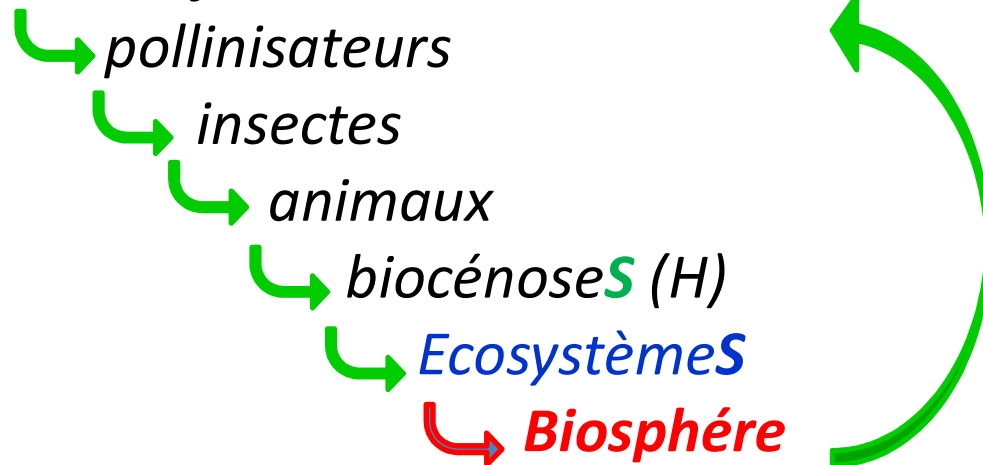 pollinisateurs
insectes
animaux
biocénoseS (H)
EcosystèmeS
Biosphére